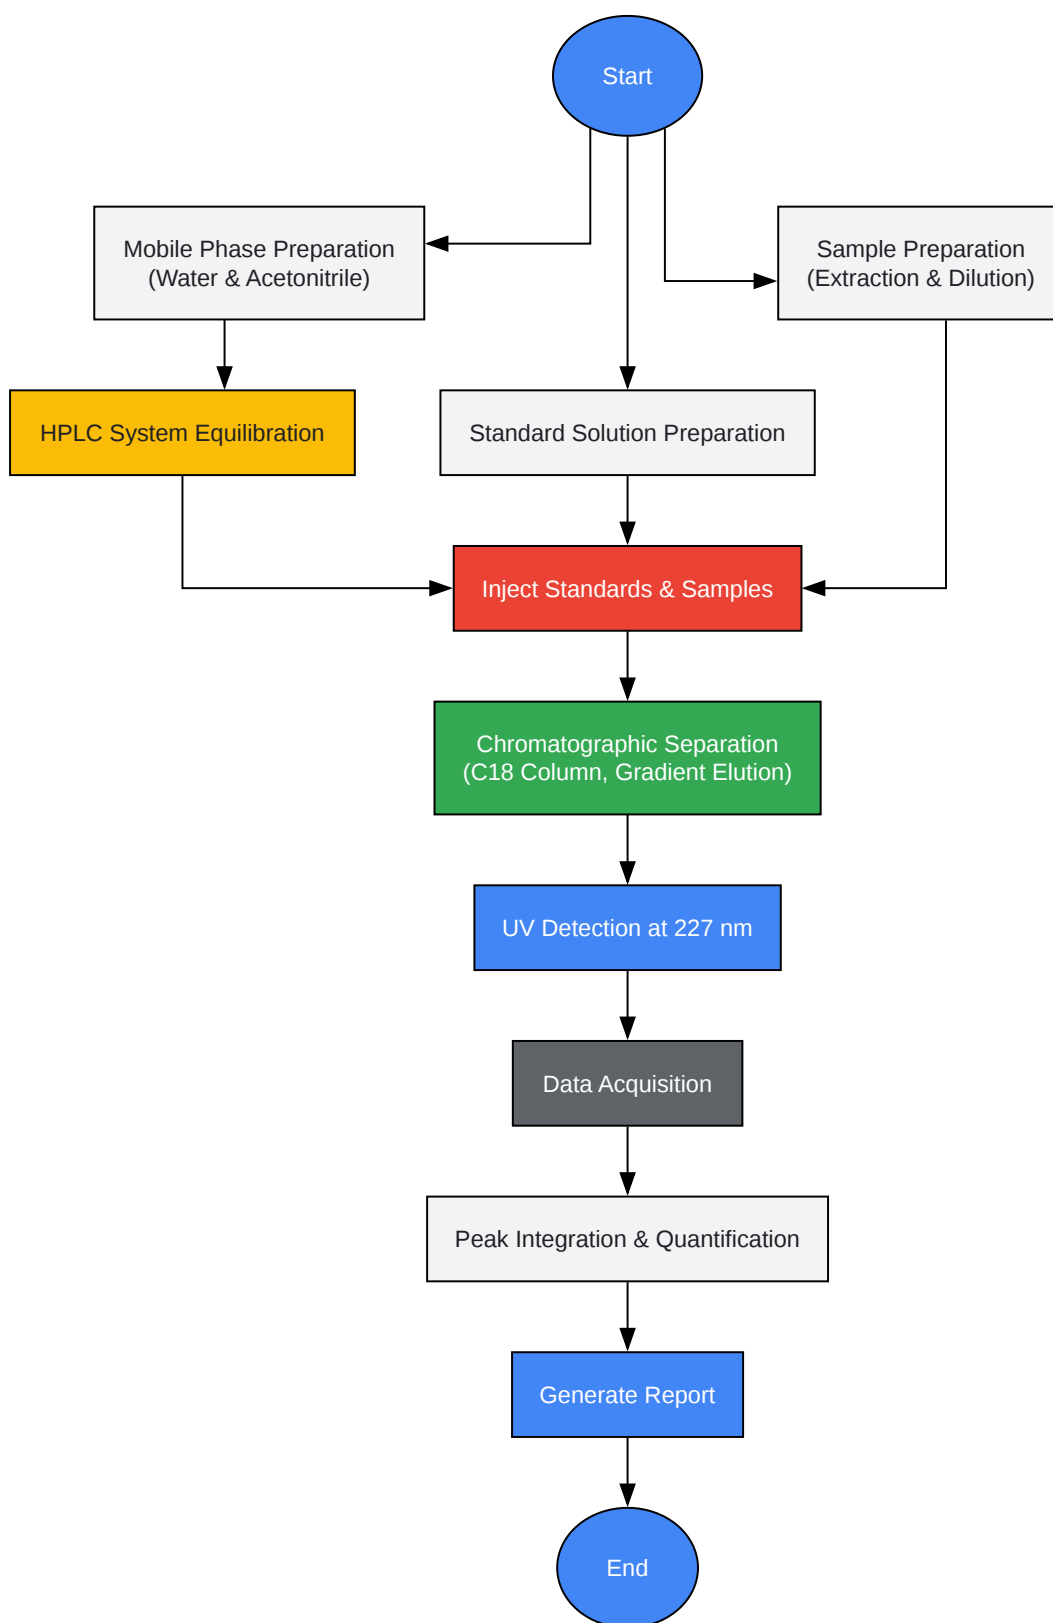 Start
Mobile Phase Preparation
(Water & Acetonitrile)
Sample Preparation
(Extraction & Dilution)
HPLC System Equilibration
Standard Solution Preparation
Inject Standards & Samples
Chromatographic Separation
(C18 Column, Gradient Elution)
UV Detection at 227 nm
Data Acquisition
Peak Integration & Quantification
Generate Report
End